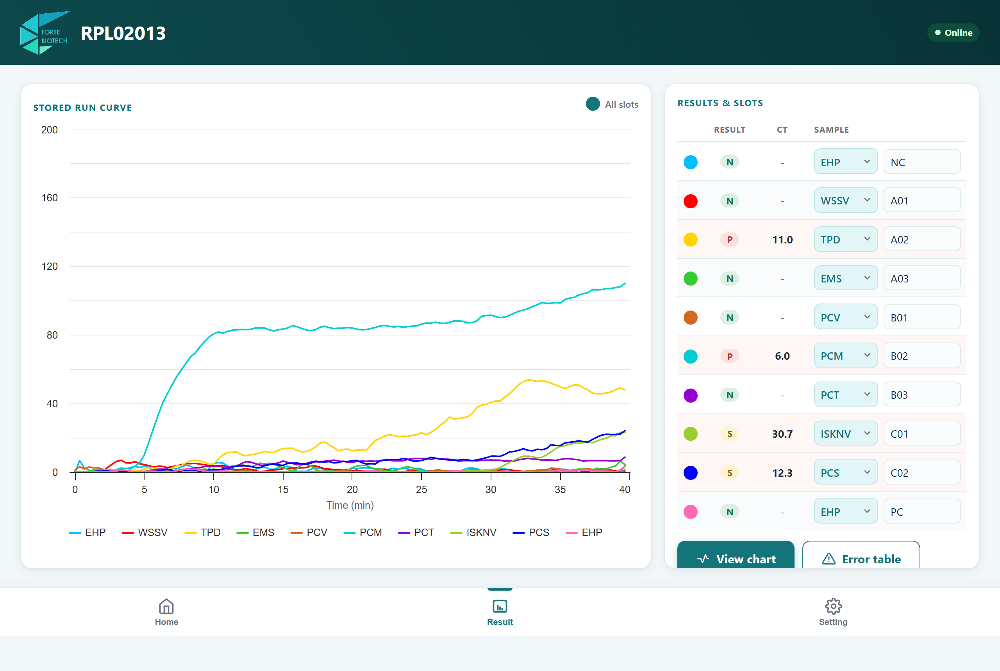 FORTE
BIOTECH
RPL02013
Online
STORED RUN CURVE
All slots
200
160
120
80
40
0
0 5 10 15 20 25 30 35 40
Time (min)
EHP WSSV TPD EMS PCV PCM PCT ISKNV PCS EHP
RESULTS & SLOTS
RESULT CT SAMPLE
N - EHP NC
N - WSSV A01
P 11.0 TPD A02
N - EMS A03
N - PCV B01
P 6.0 PCM B02
N - PCT B03
S 30.7 ISKNV C01
S 12.3 PCS C02
N - EHP PC
View chart Error table
Home Result Setting